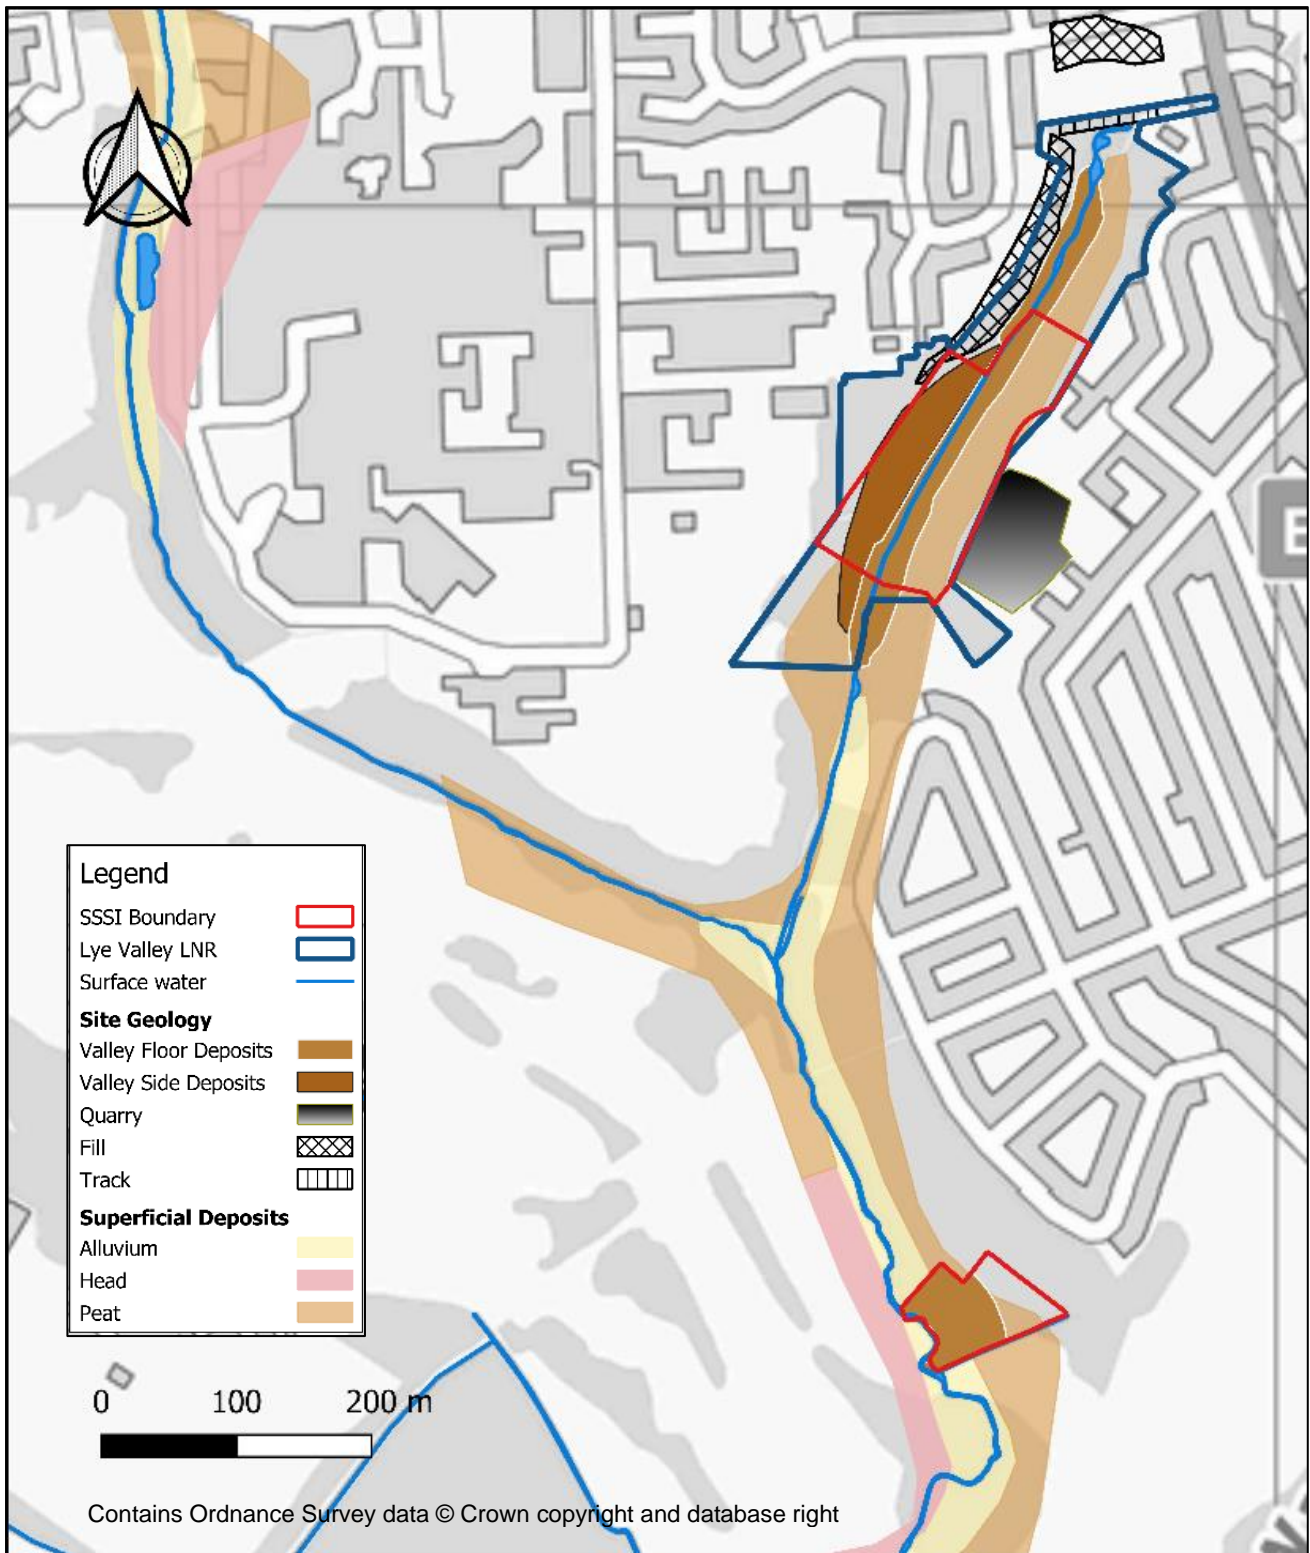 Legend
SSSI Boundary
Lye Valley LNR
Surface water
Site Geology
Valley Floor Deposits
Valley Side Deposits
Quarry
Fill
Track
Superficial Deposits
Alluvium
Head
Peat
0 100 200 m
Contains Ordnance Survey data © Crown copyright and database right